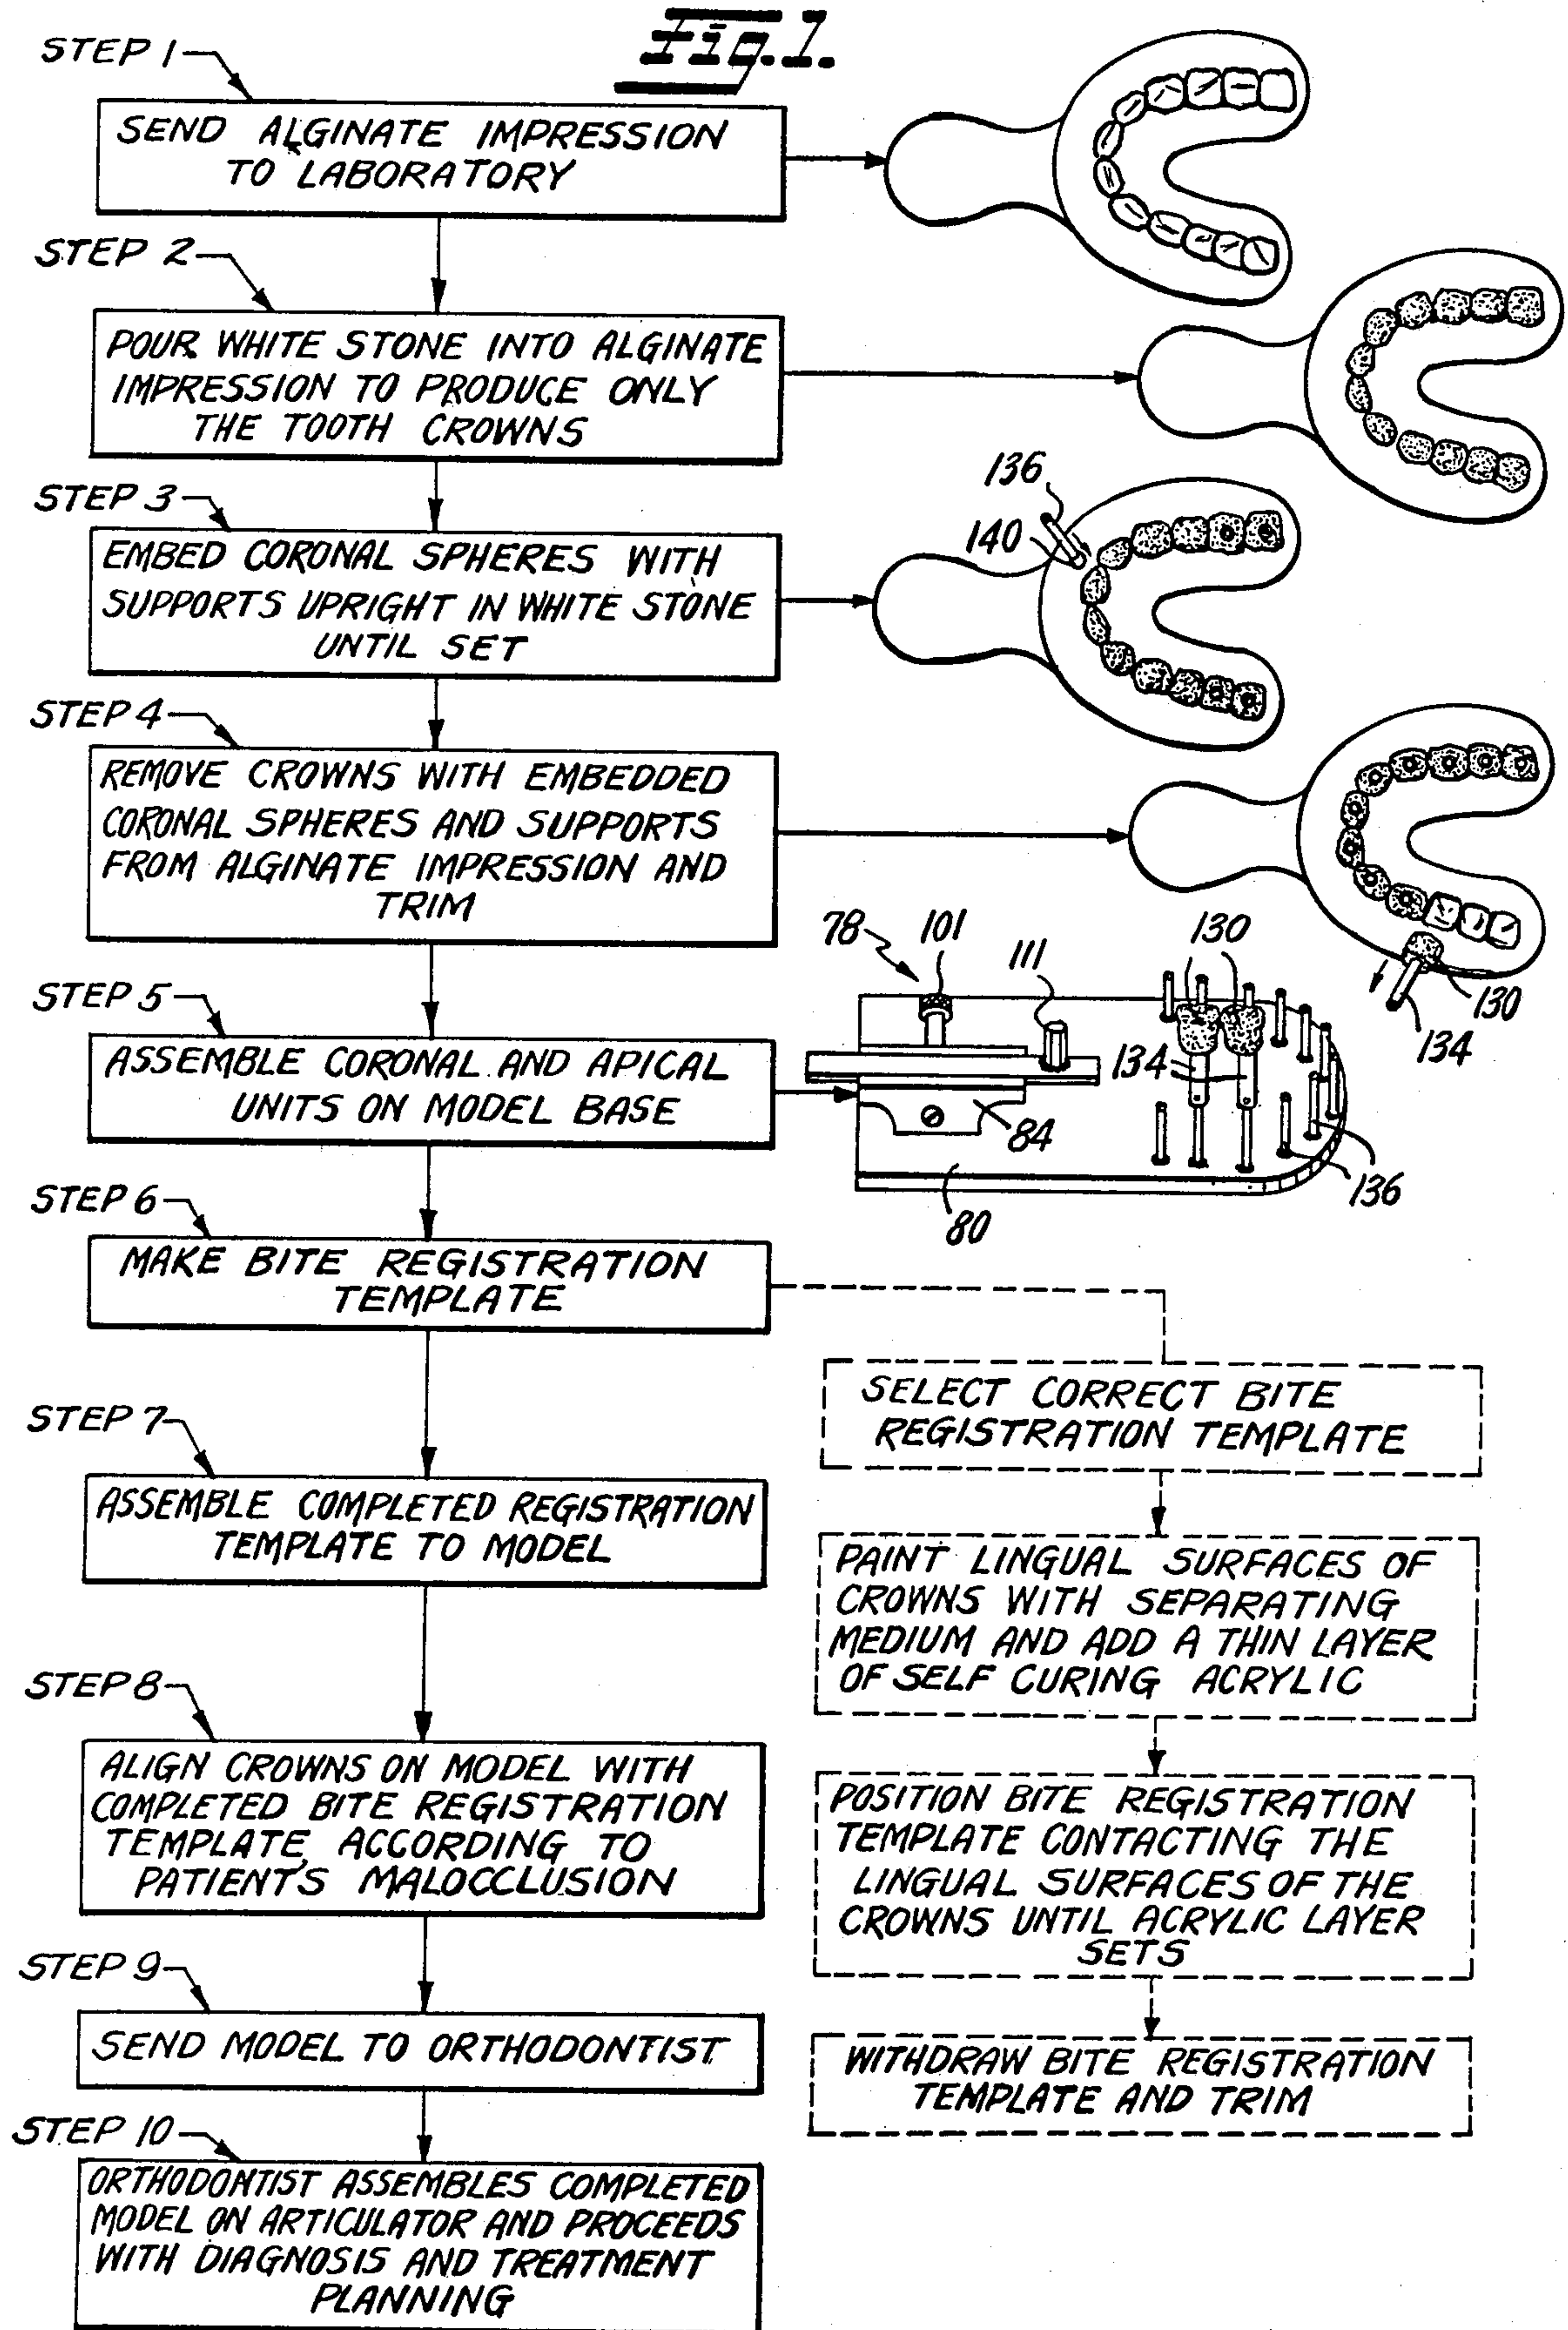 Fig. 1.
STEP 1
SEND ALGINATE IMPRESSION
TO LABORATORY
STEP 2
POUR WHITE STONE INTO ALGINATE
IMPRESSION TO PRODUCE ONLY
THE TOOTH CROWNS
STEP 3
EMBED CORONAL SPHERES WITH
SUPPORTS UPRIGHT IN WHITE STONE
UNTIL SET
136
140
STEP 4
REMOVE CROWNS WITH EMBEDDED
CORONAL SPHERES AND SUPPORTS
FROM ALGINATE IMPRESSION AND
TRIM
130
134
STEP 5
ASSEMBLE CORONAL AND APICAL
UNITS ON MODEL BASE
78
101
111
130
134
84
136
80
STEP 6
MAKE BITE REGISTRATION
TEMPLATE
SELECT CORRECT BITE
REGISTRATION TEMPLATE
PAINT LINGUAL SURFACES OF
CROWNS WITH SEPARATING
MEDIUM AND ADD A THIN LAYER
OF SELF CURING ACRYLIC
POSITION BITE REGISTRATION
TEMPLATE CONTACTING THE
LINGUAL SURFACES OF THE
CROWNS UNTIL ACRYLIC LAYER
SETS
WITHDRAW BITE REGISTRATION
TEMPLATE AND TRIM
STEP 7
ASSEMBLE COMPLETED REGISTRATION
TEMPLATE TO MODEL
STEP 8
ALIGN CROWNS ON MODEL WITH
COMPLETED BITE REGISTRATION
TEMPLATE ACCORDING TO
PATIENT'S MALOCCLUSION
STEP 9
SEND MODEL TO ORTHODONTIST
STEP 10
ORTHODONTIST ASSEMBLES COMPLETED
MODEL ON ARTICULATOR AND PROCEEDS
WITH DIAGNOSIS AND TREATMENT
PLANNING